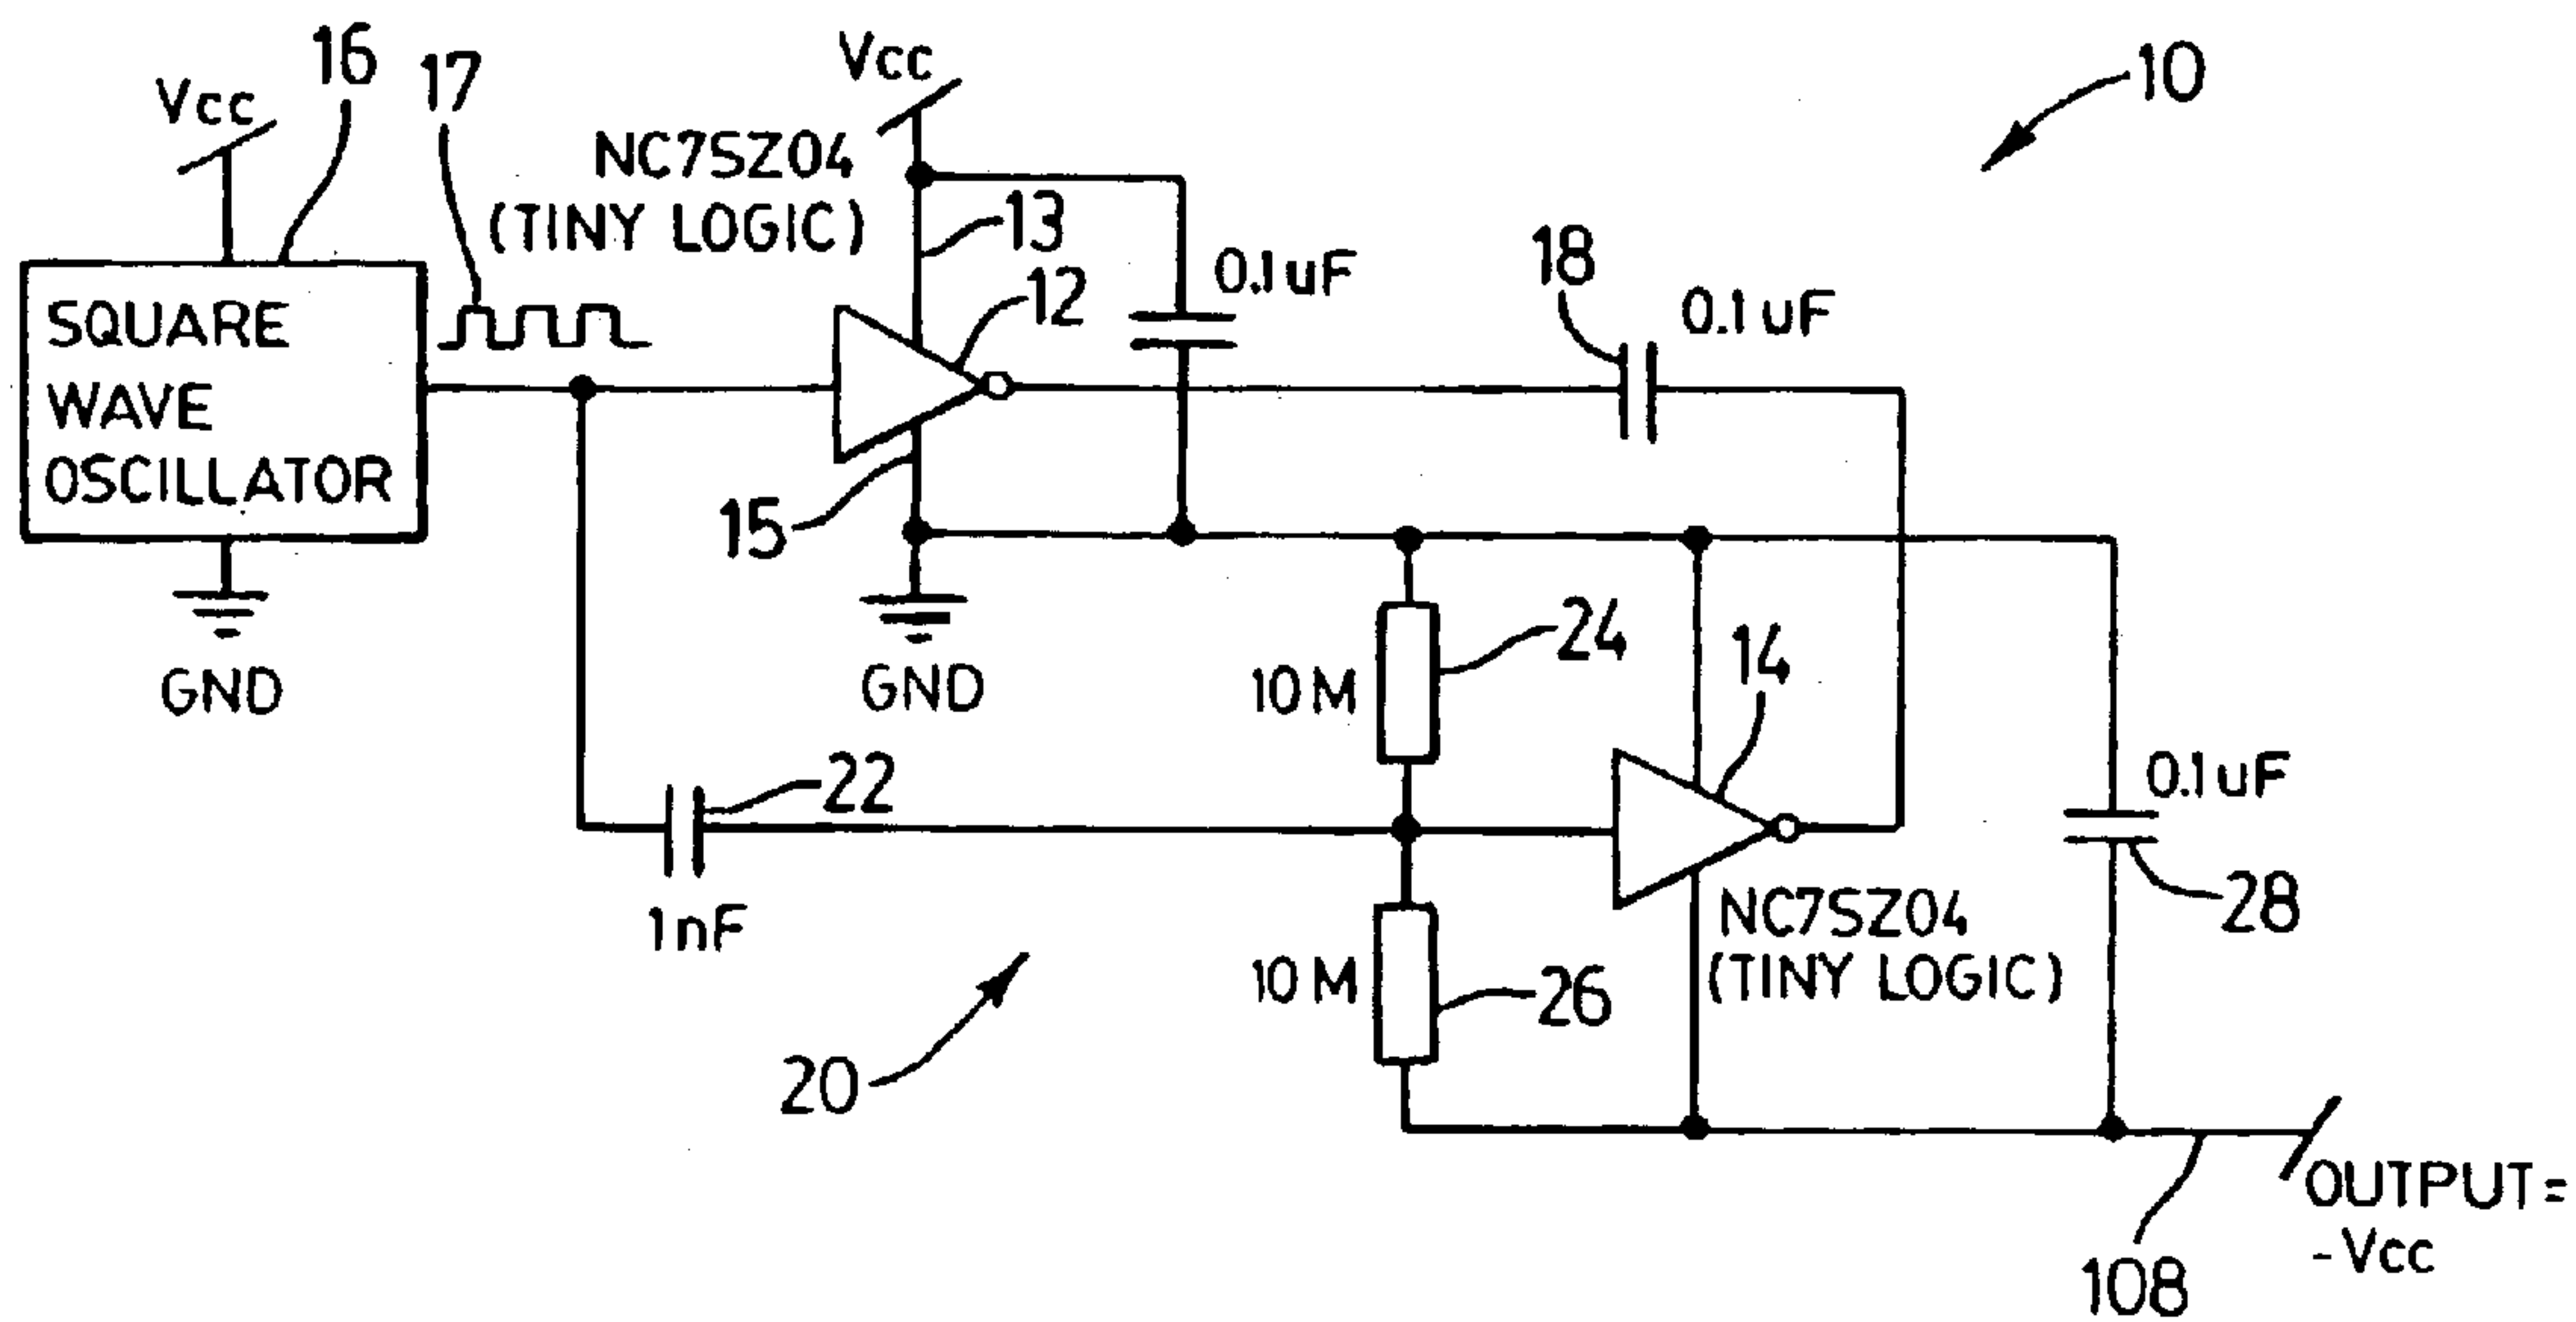 Vcc
16
17
Vcc
10
NC7SZ04
(TINY LOGIC)
13
12
0.1uF
18
0.1uF
SQUARE
WAVE
OSCILLATOR
15
GND
GND
24
10M
14
22
1nF
0.1uF
28
NC7SZ04
(TINY LOGIC)
10M
26
20
OUTPUT=
-Vcc
108